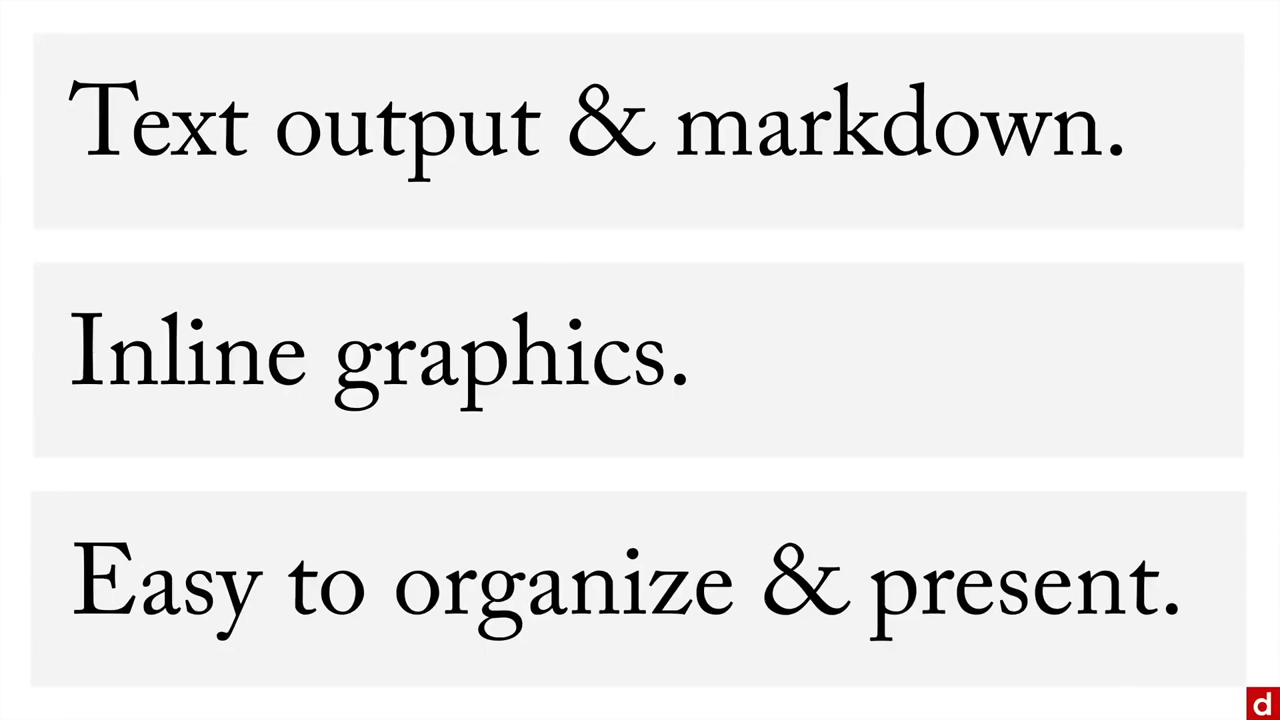 Text output & markdown.
Inline graphics.
Easy to organize & present.
d